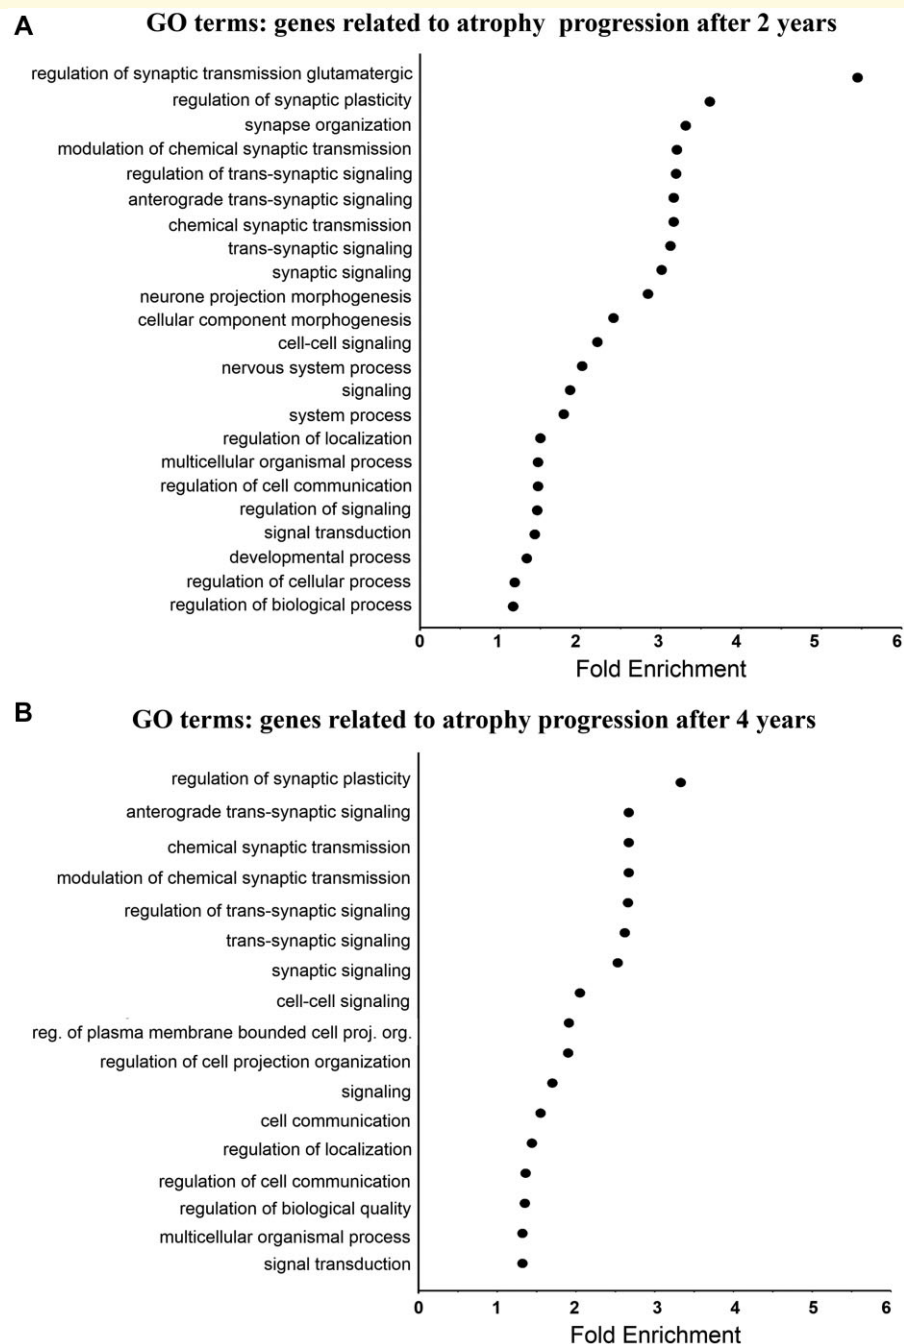 A
GO terms: genes related to atrophy progression after 2 years
regulation of synaptic transmission glutamatergic
regulation of synaptic plasticity
synapse organization
modulation of chemical synaptic transmission
regulation of trans-synaptic signaling
anterograde trans-synaptic signaling
chemical synaptic transmission
trans-synaptic signaling
synaptic signaling
neurone projection morphogenesis
cellular component morphogenesis
cell-cell signaling
nervous system process
signaling
system process
regulation of localization
multicellular organismal process
regulation of cell communication
regulation of signaling
signal transduction
developmental process
regulation of cellular process
regulation of biological process
0 1 2 3 4 5 6
Fold Enrichment
B
GO terms: genes related to atrophy progression after 4 years
regulation of synaptic plasticity
anterograde trans-synaptic signaling
chemical synaptic transmission
modulation of chemical synaptic transmission
regulation of trans-synaptic signaling
trans-synaptic signaling
synaptic signaling
cell-cell signaling
reg. of plasma membrane bounded cell proj. org.
regulation of cell projection organization
signaling
cell communication
regulation of localization
regulation of cell communication
regulation of biological quality
multicellular organismal process
signal transduction
0 1 2 3 4 5 6
Fold Enrichment